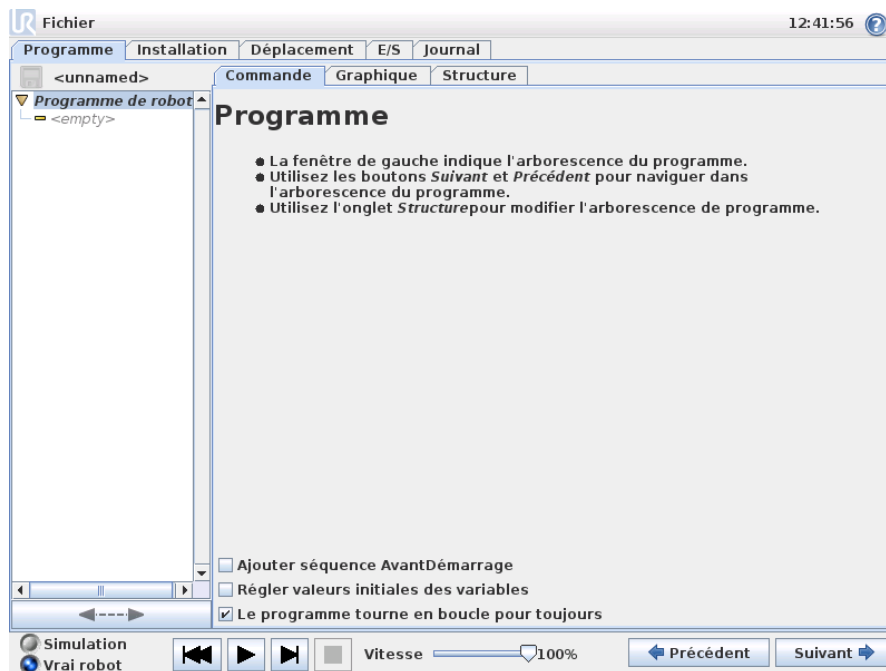 UR Fichier 12:41:56 ?
Programme Installation Déplacement E/S Journal
<unnamed> Commande Graphique Structure
Programme de robot
<empty>
Programme
La fenêtre de gauche indique l'arborescence du programme.
Utilisez les boutons Suivant et Précédent pour naviguer dans
l'arborescence du programme.
Utilisez l'onglet Structurepour modifier l'arborescence de programme.
Ajouter séquence AvantDémarrage
Régler valeurs initiales des variables
Le programme tourne en boucle pour toujours
Simulation
Vrai robot
Vitesse 100% Précédent Suivant